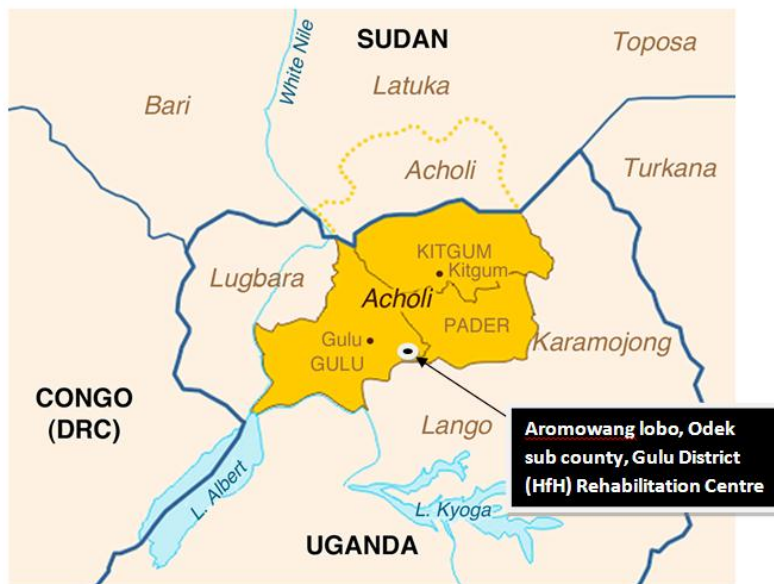 SUDAN
Toposa
White Nile
Latuka
Bari
Acholi
Turkana
KITGUM
Kitgum
Lugbara
Acholi
PADER
Gulu
GULU
Karamojong
CONGO
(DRC)
Lango
Aromowang lobo, Odek
sub county, Gulu District
(HfH) Rehabilitation Centre
L. Albert
L. Kyoga
UGANDA